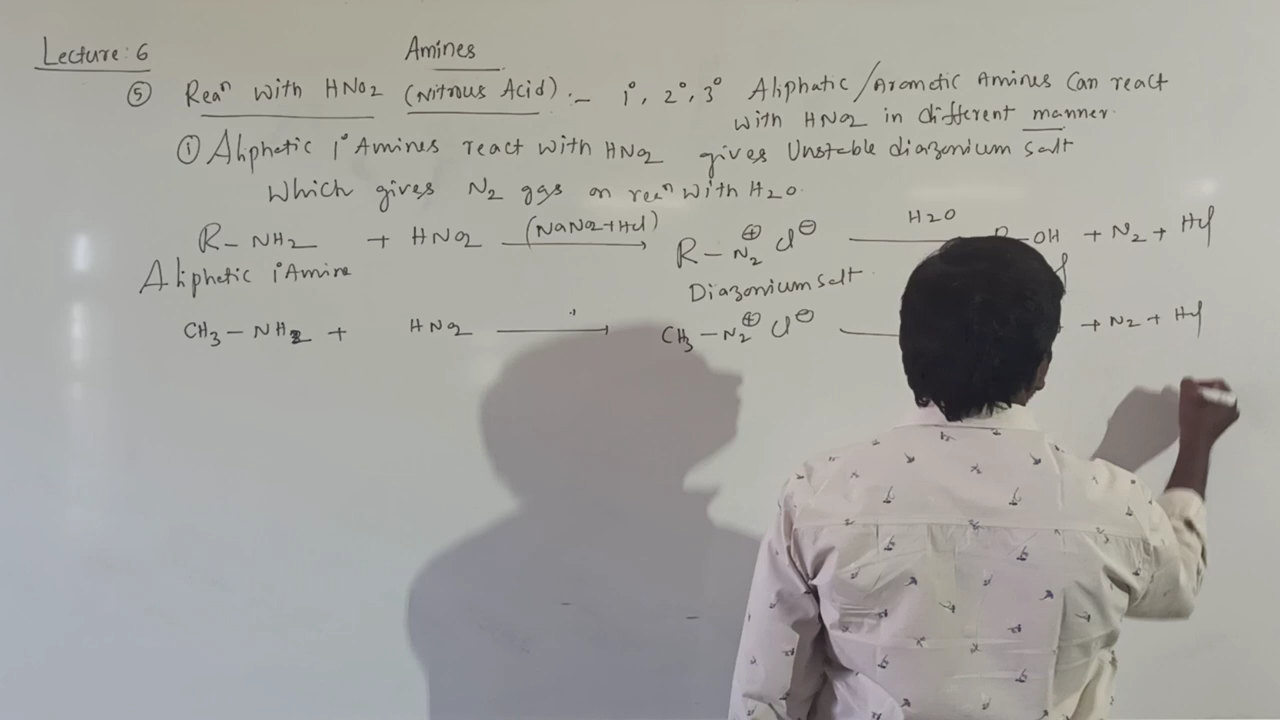 Lecture: 6 Amines
⑤ Reaⁿ with HNO2 (Nitrous Acid) :- 1°, 2°, 3° Aliphatic/Aromatic Amines Can react
with HNO2 in different manner.
① Aliphatic 1° Amines react with HNO2 gives Unstable diazonium salt
Which gives N2 gas on reaⁿ with H2O.
R-NH2 + HNO2 (NaNO2+HCl) R-N2⊕ Cl⊖ H2O OH + N2 + HCl
Aliphatic 1° Amine Diazonium salt
CH3-NH2 + HNO2 CH3-N2⊕ Cl⊖ + N2 + HCl